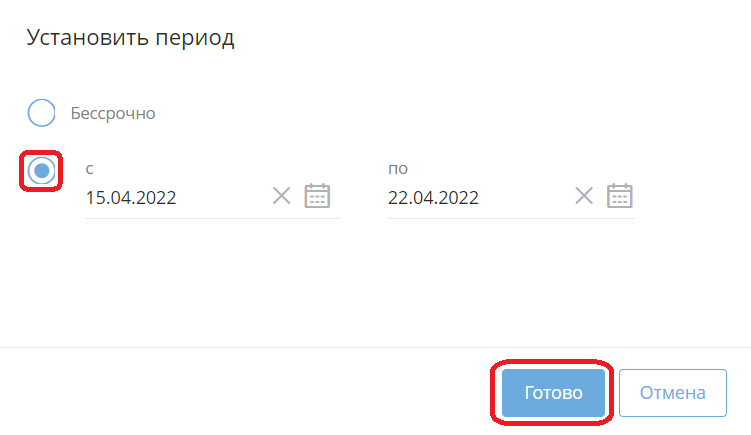 Установить период
Бессрочно
с по
15.04.2022 22.04.2022
Готово Отмена